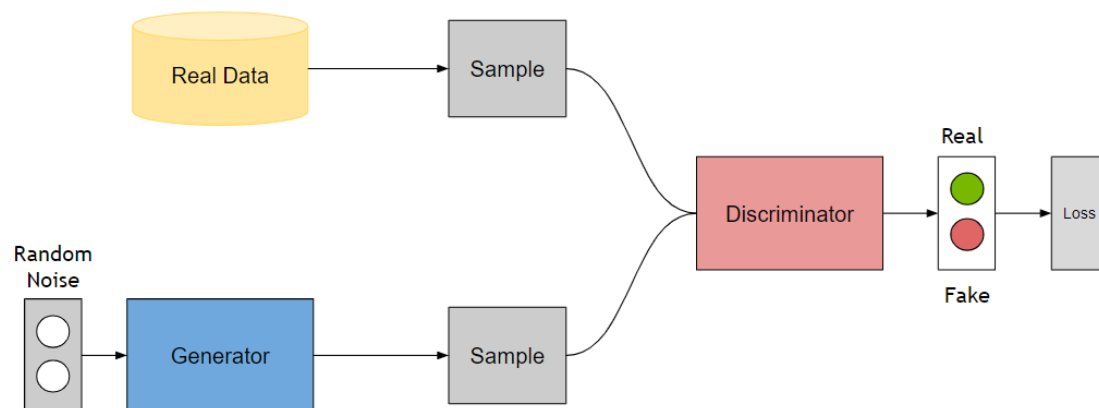 Real Data
Sample
Real
Discriminator
Loss
Fake
Random
Noise
Generator
Sample